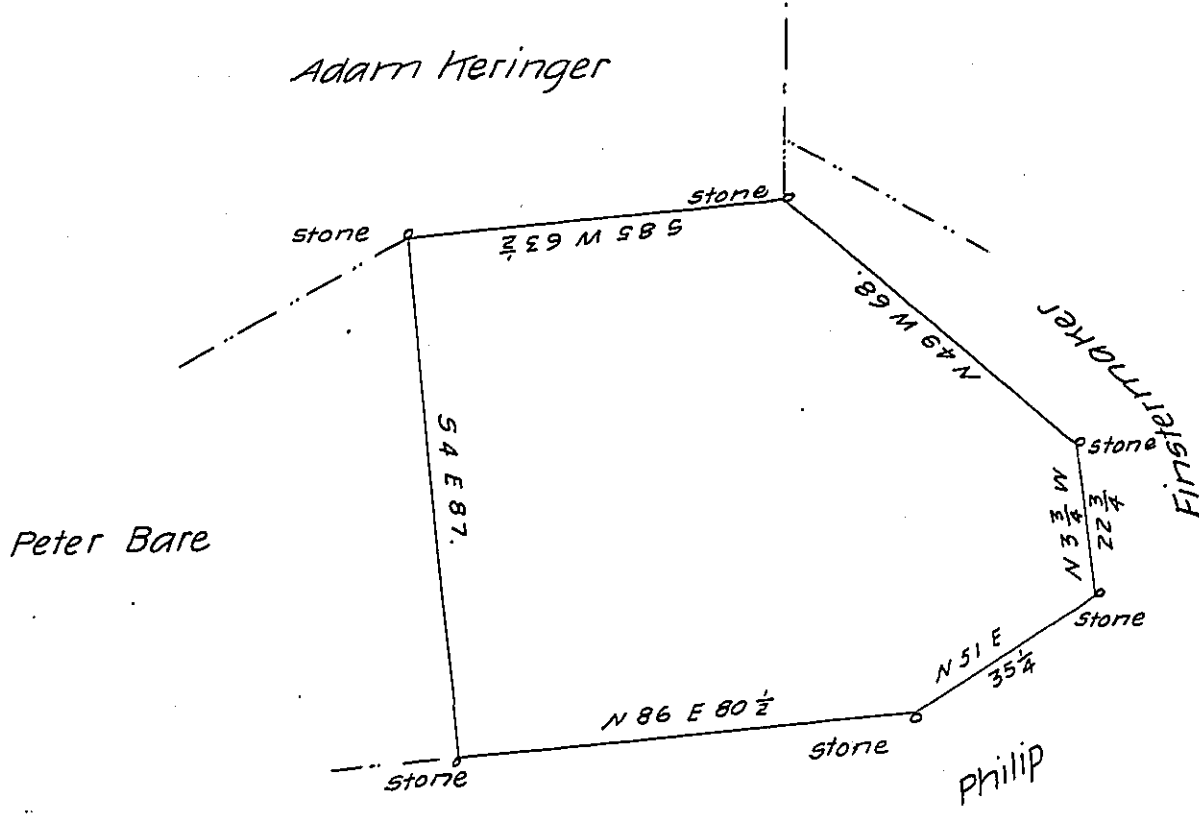 Adam Keringer
stone
stone
S 85 W 63 ½
N 49 W 68.
Finstermaker
stone
S 4 E 87.
N 3 ¾ W
22 ¾
Peter Bare
stone
N 51 E
35 ¼
N 86 E 80 ½
stone
stone
Philip